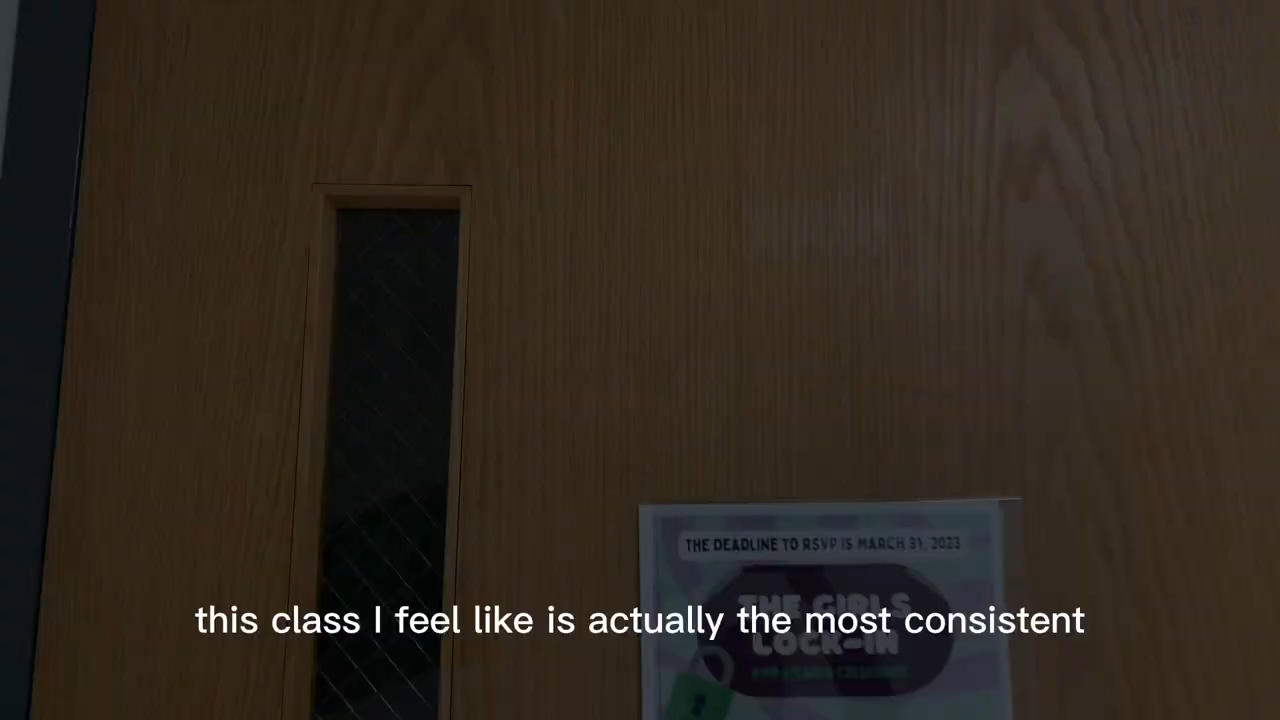 THE DEADLINE TO RSVP IS MARCH 31, 2023
THE GIRLS
LOCK-IN
this class I feel like is actually the most consistent